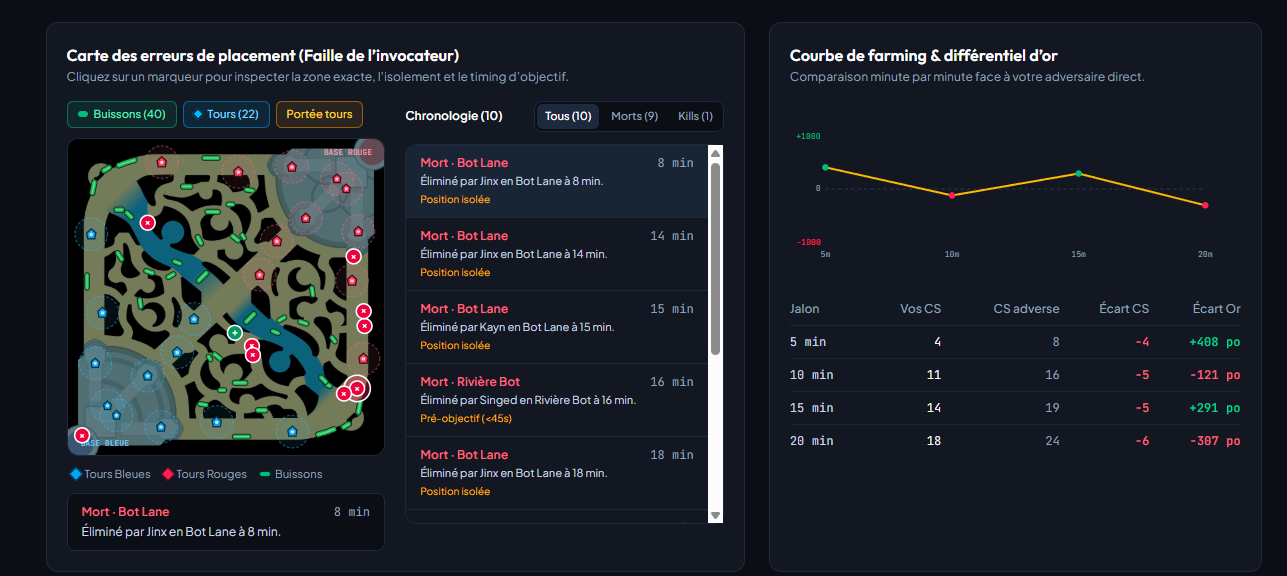 Carte des erreurs de placement (Faille de l’invocateur)
Cliquez sur un marqueur pour inspecter la zone exacte, l’isolement et le timing d’objectif.
Buissons (40)
Tours (22)
Portée tours
BASE ROUGE
BASE BLEUE
Tours Bleues
Tours Rouges
Buissons
Mort · Bot Lane 8 min
Éliminé par Jinx en Bot Lane à 8 min.
Chronologie (10)
Tous (10)
Morts (9)
Kills (1)
Mort · Bot Lane 8 min
Éliminé par Jinx en Bot Lane à 8 min.
Position isolée
Mort · Bot Lane 14 min
Éliminé par Jinx en Bot Lane à 14 min.
Position isolée
Mort · Bot Lane 15 min
Éliminé par Kayn en Bot Lane à 15 min.
Position isolée
Mort · Rivière Bot 16 min
Éliminé par Singed en Rivière Bot à 16 min.
Pré-objectif (<45s)
Mort · Bot Lane 18 min
Éliminé par Jinx en Bot Lane à 18 min.
Position isolée
Courbe de farming & différentiel d’or
Comparaison minute par minute face à votre adversaire direct.
+1000
0
-1000
5m 10m 15m 20m
Jalon Vos CS CS adverse Écart CS Écart Or
5 min 4 8 -4 +408 po
10 min 11 16 -5 -121 po
15 min 14 19 -5 +291 po
20 min 18 24 -6 -307 po